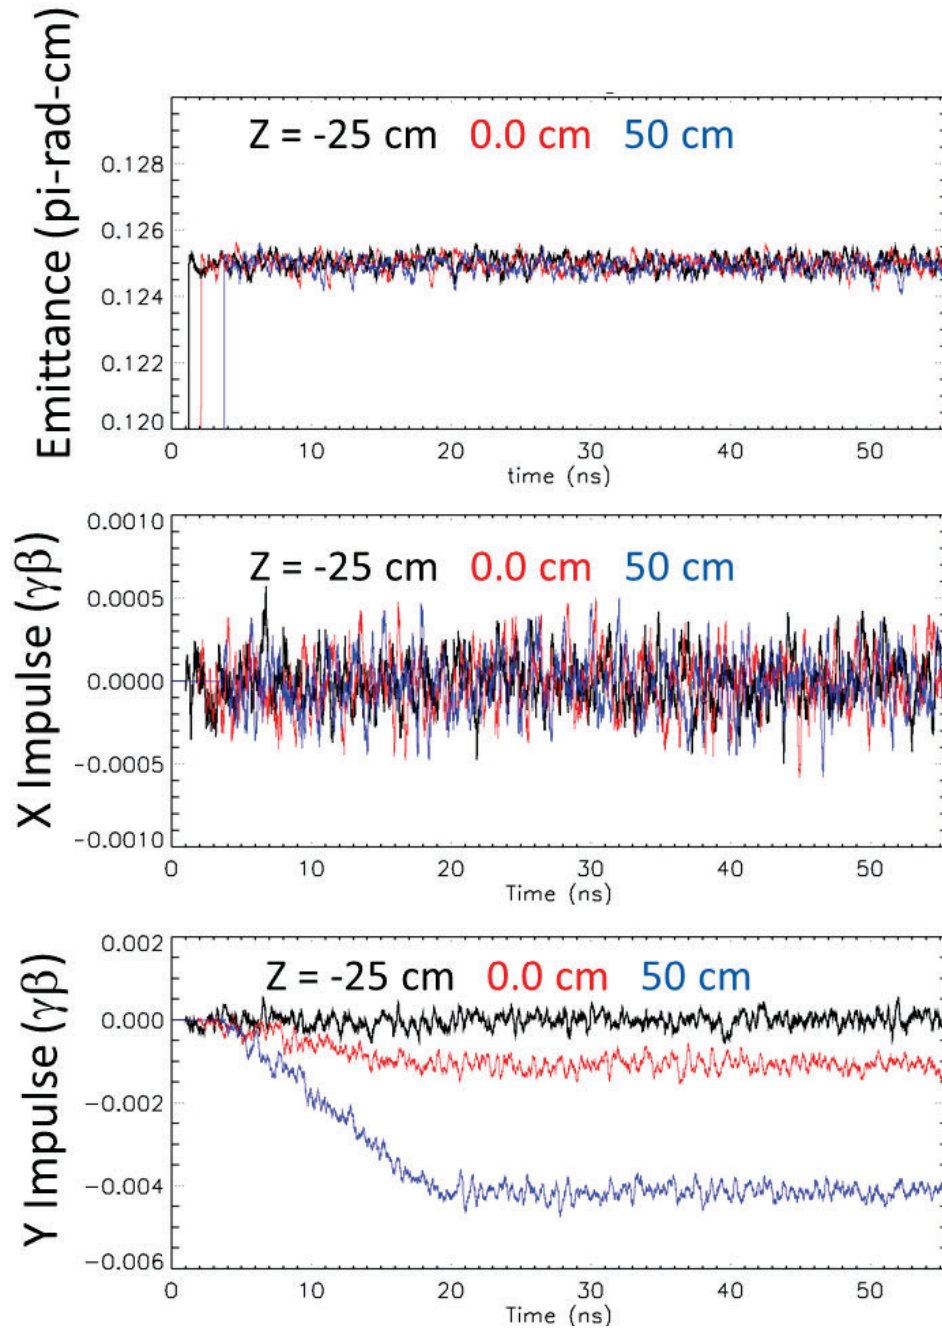 Emittance (pi-rad-cm)
Z = -25 cm 0.0 cm 50 cm
0.128
0.126
0.124
0.122
0.120
0 10 20 30 40 50
time (ns)
X Impulse (γβ)
0.0010
Z = -25 cm 0.0 cm 50 cm
0.0005
0.0000
-0.0005
-0.0010
0 10 20 30 40 50
Time (ns)
Y Impulse (γβ)
0.002
Z = -25 cm 0.0 cm 50 cm
0.000
-0.002
-0.004
-0.006
0 10 20 30 40 50
Time (ns)